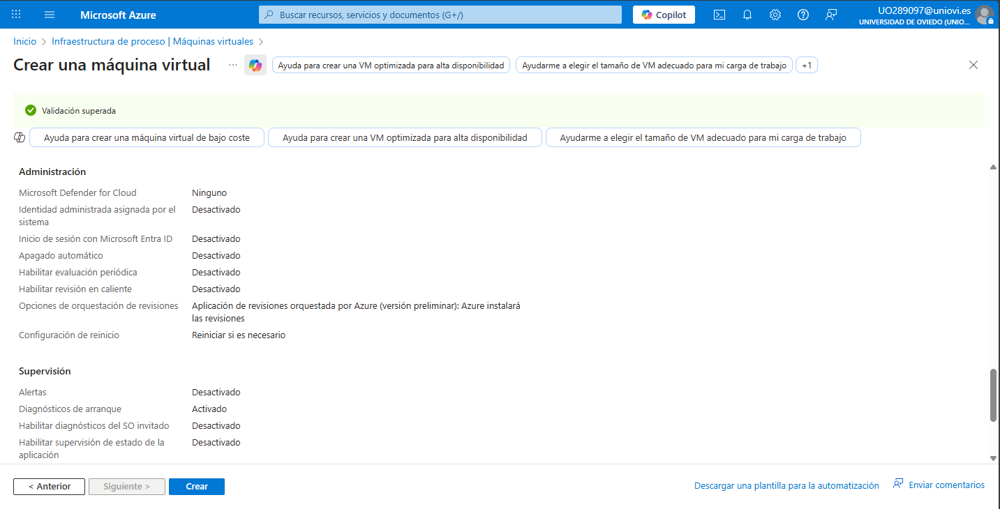 Microsoft Azure
Buscar recursos, servicios y documentos (G+/)
Copilot
UO289097@uniovi.es
UNIVERSIDAD DE OVIEDO (UNIO...
Inicio > Infraestructura de proceso | Máquinas virtuales >
Crear una máquina virtual
...
Ayuda para crear una VM optimizada para alta disponibilidad
Ayudarme a elegir el tamaño de VM adecuado para mi carga de trabajo
+1
Validación superada
Ayuda para crear una máquina virtual de bajo coste
Ayuda para crear una VM optimizada para alta disponibilidad
Ayudarme a elegir el tamaño de VM adecuado para mi carga de trabajo
Administración
Microsoft Defender for Cloud Ninguno
Identidad administrada asignada por el Desactivado
sistema
Inicio de sesión con Microsoft Entra ID Desactivado
Apagado automático Desactivado
Habilitar evaluación periódica Desactivado
Habilitar revisión en caliente Desactivado
Opciones de orquestación de revisiones Aplicación de revisiones orquestada por Azure (versión preliminar): Azure instalará
las revisiones
Configuración de reinicio Reiniciar si es necesario
Supervisión
Alertas Desactivado
Diagnósticos de arranque Activado
Habilitar diagnósticos del SO invitado Desactivado
Habilitar supervisión de estado de la Desactivado
aplicación
< Anterior
Siguiente >
Crear
Descargar una plantilla para la automatización
Enviar comentarios